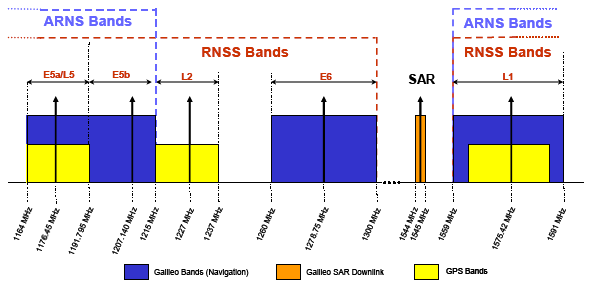 ARNS Bands
ARNS Bands
RNSS Bands
RNSS Bands
E5a/L5
E5b
L2
E6
SAR
L1
1164 MHz
1176.45 MHz
1191.795 MHz
1207.140 MHz
1215 MHz
1227 MHz
1237 MHz
1260 MHz
1278.75 MHz
1300 MHz
1544 MHz
1545 MHz
1559 MHz
1575.42 MHz
1591 MHz
Galileo Bands (Navigation)
Galileo SAR Downlink
GPS Bands